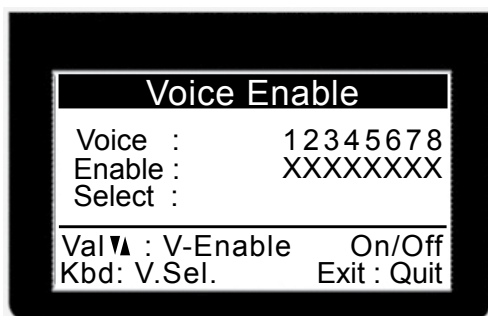 Voice Enable
Voice : 12345678
Enable : XXXXXXXX
Select :
Val▼▲ : V-Enable On/Off
Kbd: V.Sel. Exit : Quit